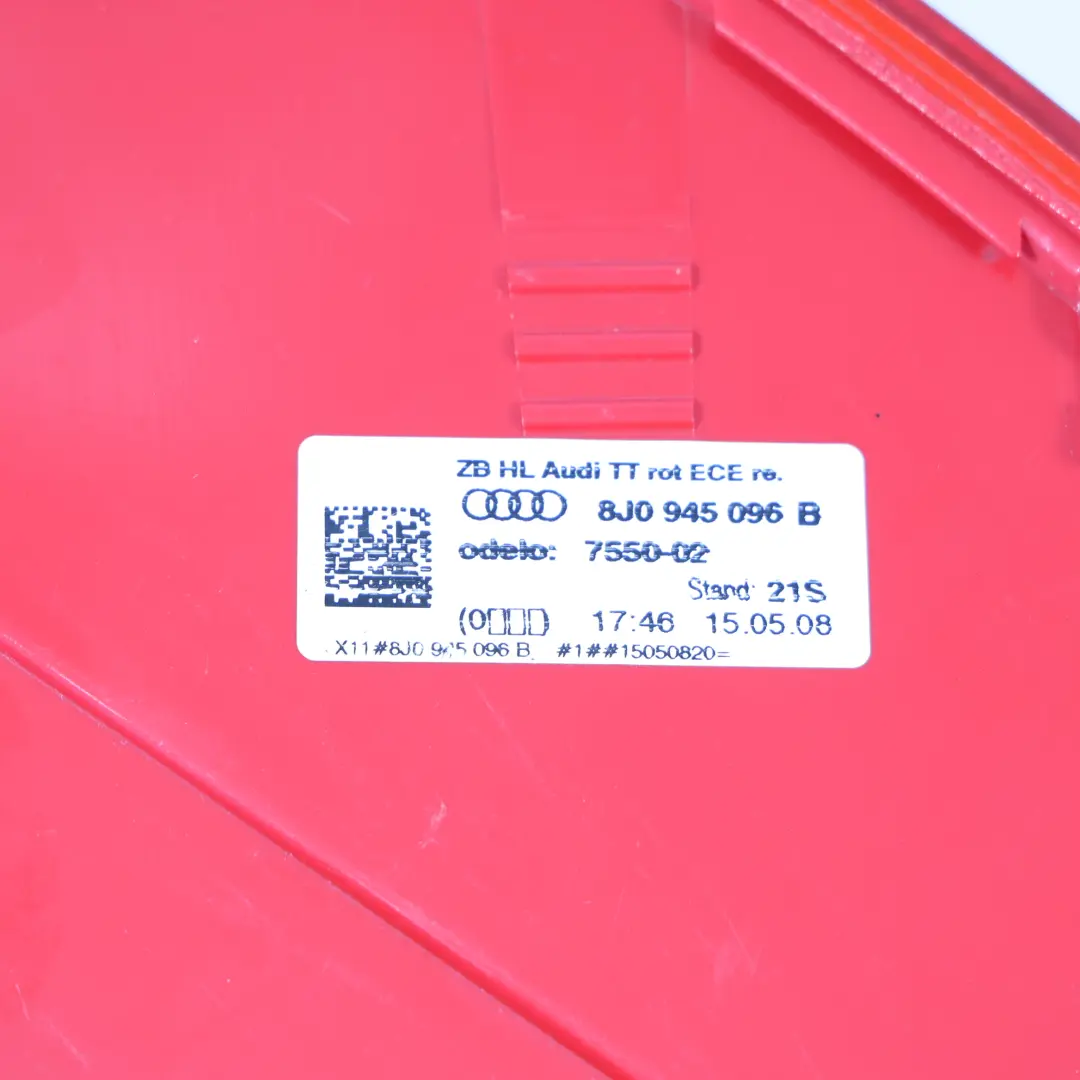 ZB HL Audi TT rot ECE re.
8J0 945 096 B
odelo: 7550-02
Stand: 21S
17:46 15.05.08
X11#8J0 945 096 B #1##15050820=